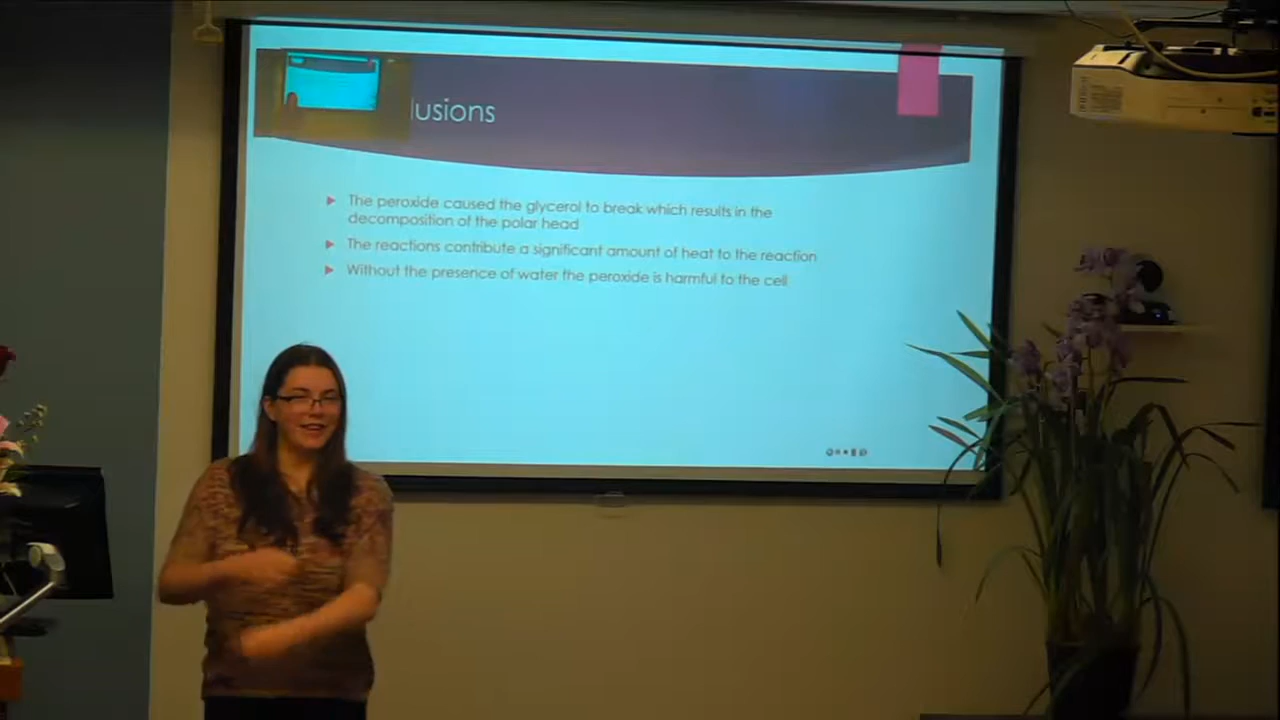 lusions
The peroxide caused the glycerol to break which results in the
decomposition of the polar head
The reactions contribute a significant amount of heat to the reaction
Without the presence of water the peroxide is harmful to the cell